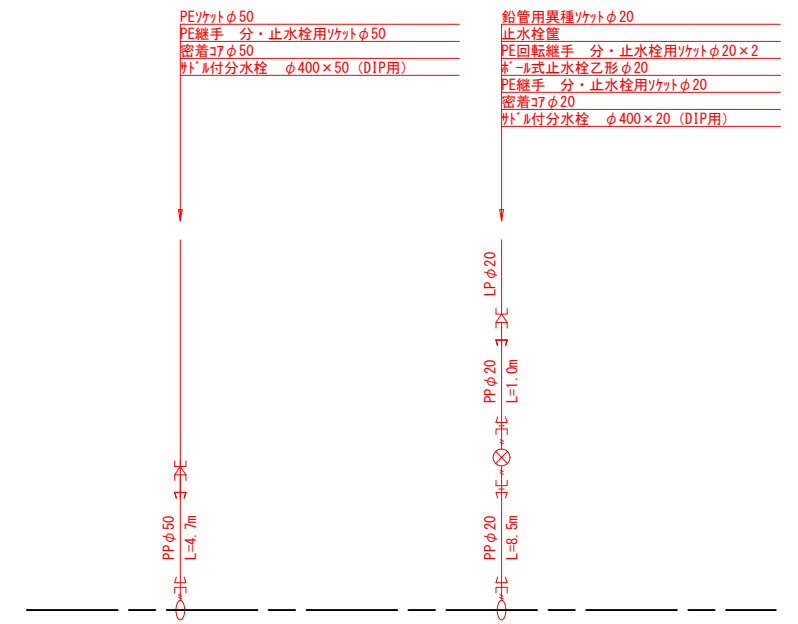 PEソケットφ50
PE継手　分・止水栓用ソケットφ50
密着コアφ50
サドル付分水栓　φ400×50（DIP用）
鉛管用異種ソケットφ20
止水栓筐
PE回転継手　分・止水栓用ソケットφ20×2
ボール式止水栓乙形φ20
PE継手　分・止水栓用ソケットφ20
密着コアφ20
サドル付分水栓　φ400×20（DIP用）
LPφ20
PPφ20
L=1.0m
PPφ50
L=4.7m
PPφ20
L=8.5m